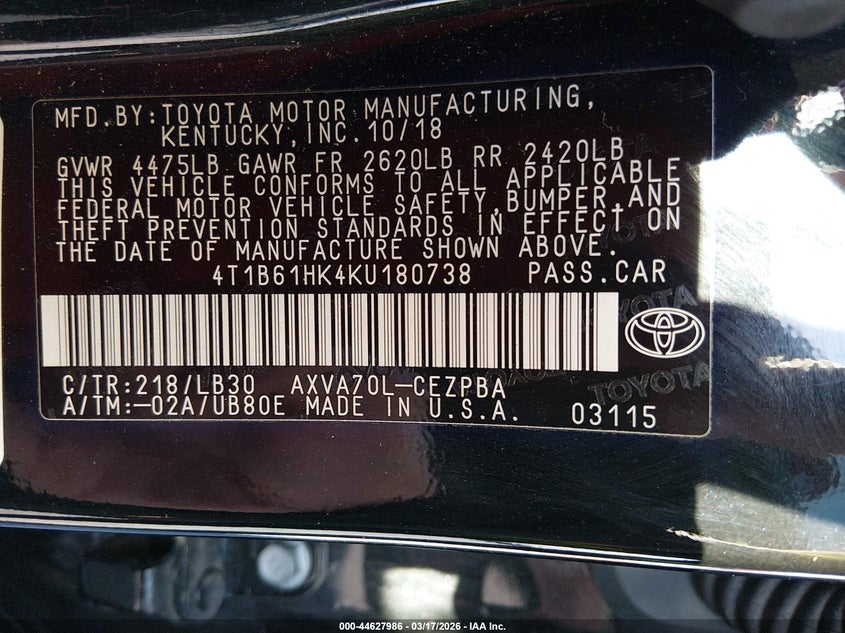 MFD.BY:TOYOTA MOTOR MANUFACTURING,
KENTUCKY,INC.10/18
GVWR 4475LB GAWR FR 2620LB RR 2420LB
THIS VEHICLE CONFORMS TO ALL APPLICABLE
FEDERAL MOTOR VEHICLE SAFETY,BUMPER,AND
THEFT PREVENTION STANDARDS IN EFFECT ON
THE DATE OF MANUFACTURE SHOWN ABOVE.
4T1B61HK4KU180738 PASS.CAR
C/TR:218/LB30 AXVA70L-CEZPBA
A/TM:-02A/UB80E MADE IN U.S.A. 03115
TOYOTA
TOYOTA
TOYOTA
000-44627986 - 03/17/2026 - IAA Inc.